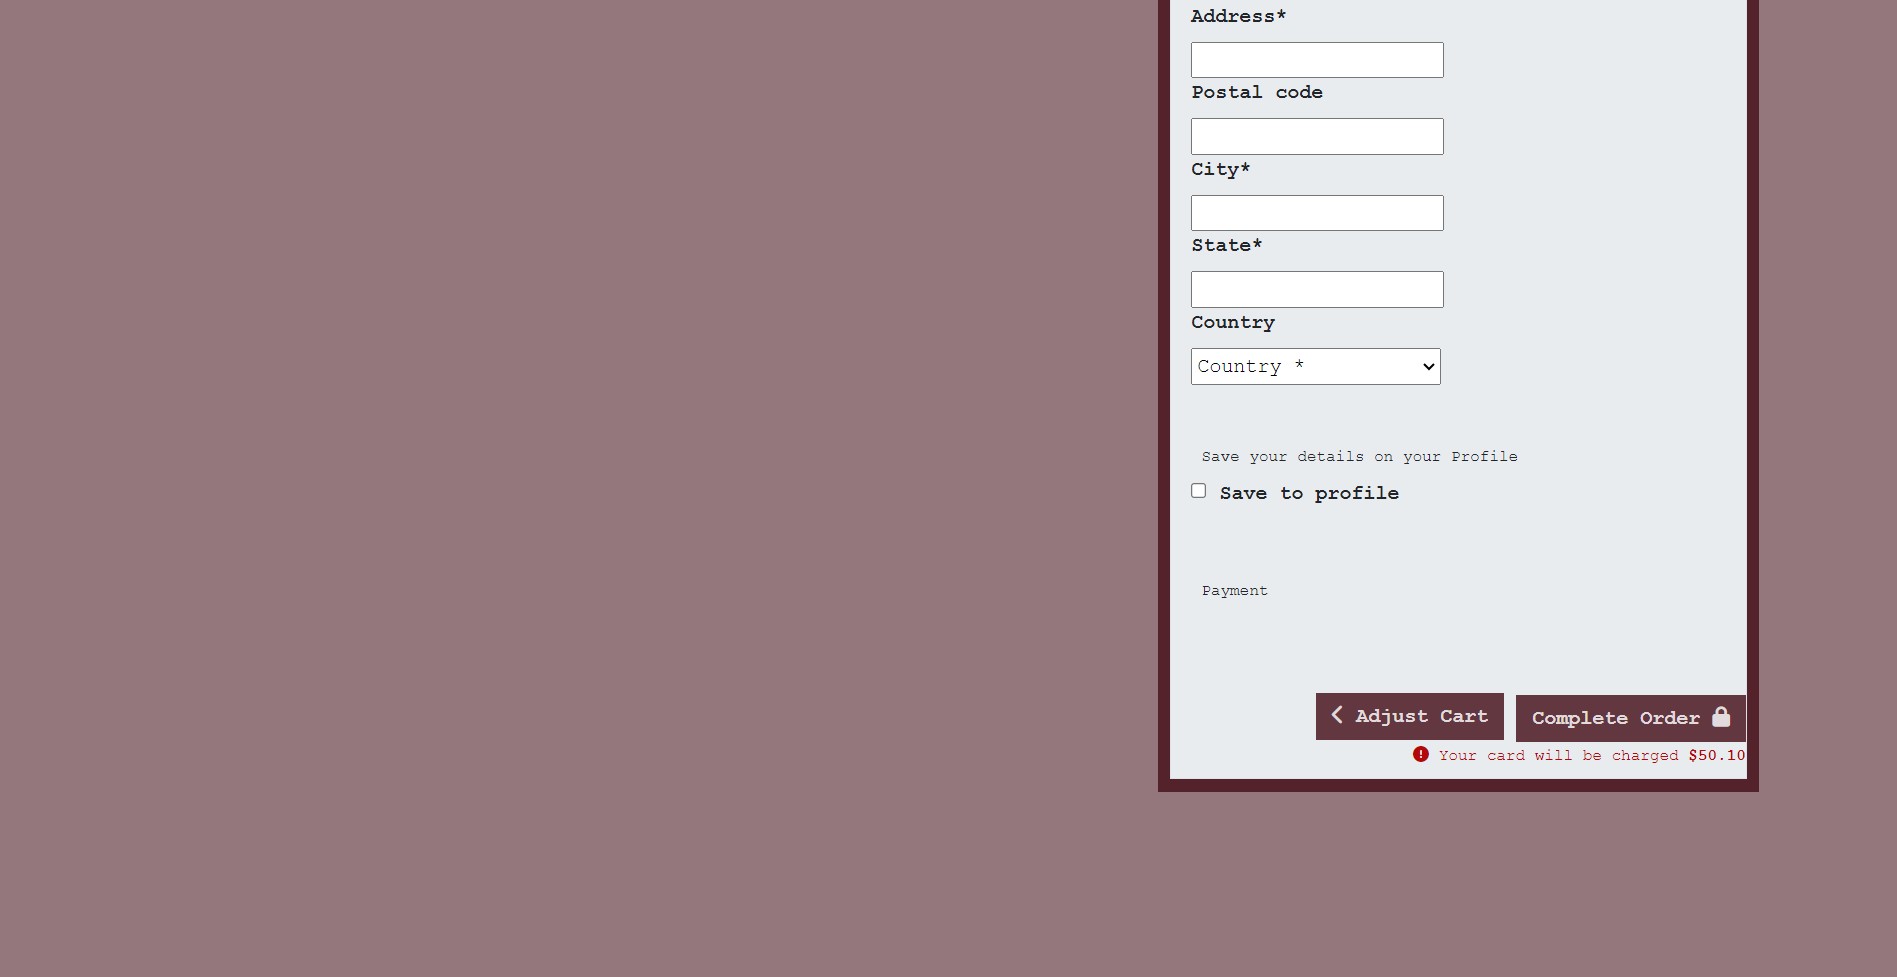 Address*
Postal code
City*
State*
Country
Country *
Save your details on your Profile
Save to profile
Payment
Adjust Cart
Complete Order
Your card will be charged $50.10